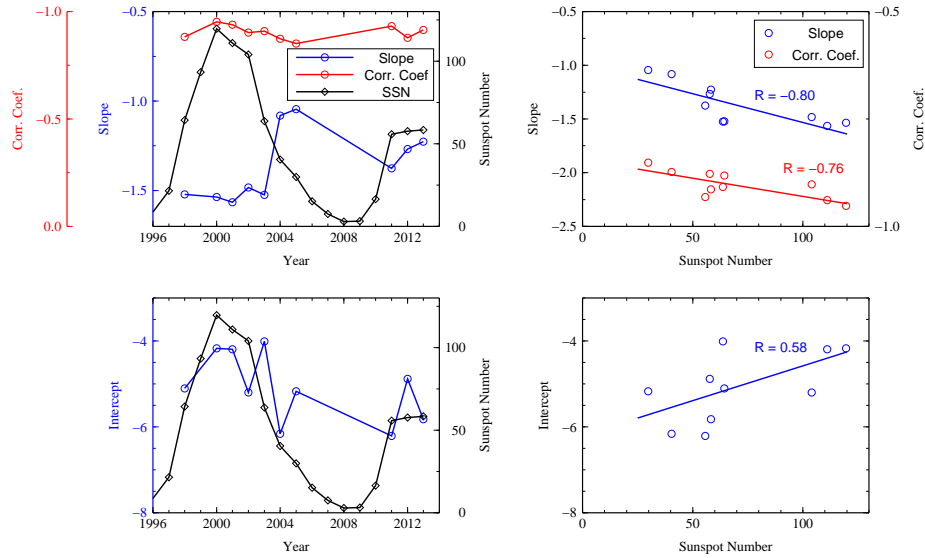 −1.0
−0.5
0.0
Corr. Coef.
−0.5
−1.0
−1.5
Slope
Slope
Corr. Coef
SSN
100
50
0
Sunspot Number
1996 2000 2004 2008 2012
Year
−0.5
−1.0
−1.5
−2.0
−2.5
Slope
Slope
Corr. Coef.
R = −0.80
R = −0.76
−0.5
−1.0
Corr. Coef.
0 50 100
Sunspot Number
−4
−6
−8
Intercept
100
50
0
Sunspot Number
1996 2000 2004 2008 2012
Year
−4
−6
−8
Intercept
R = 0.58
0 50 100
Sunspot Number